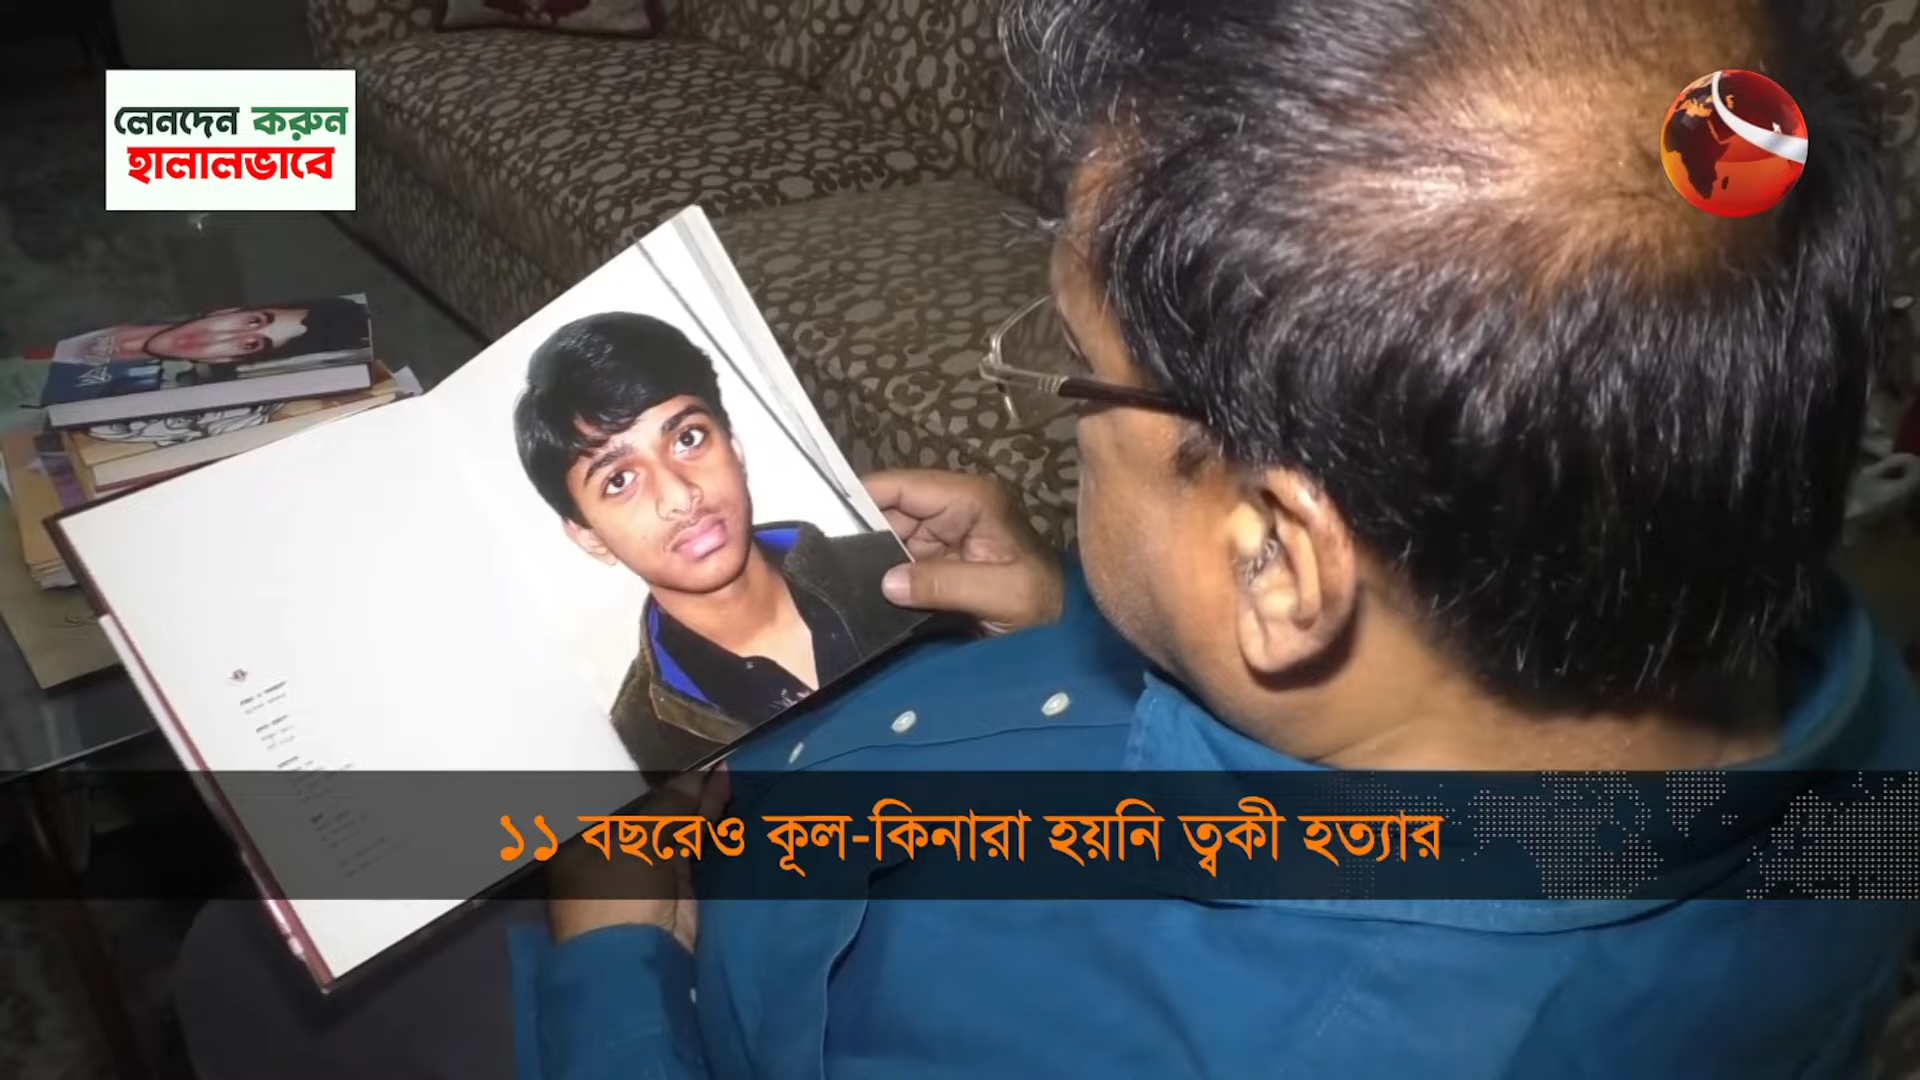 লেনদেন করুন
হালালভাবে
১১ বছরেও কূল-কিনারা হয়নি ত্বকী হত্যার